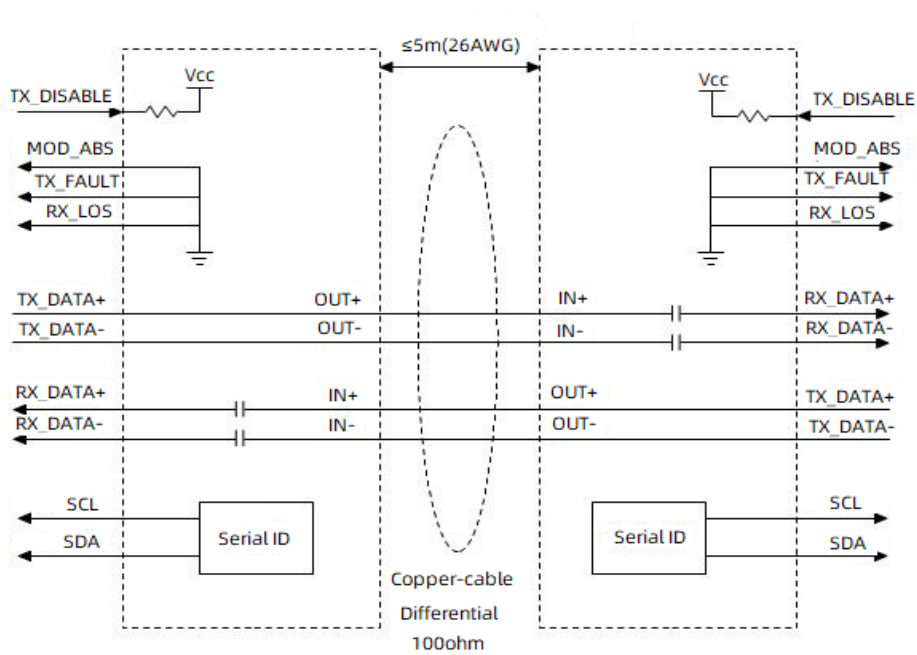 ≤5m(26AWG)
Vcc
Vcc
TX_DISABLE
TX_DISABLE
MOD_ABS
MOD_ABS
TX_FAULT
TX_FAULT
RX_LOS
RX_LOS
TX_DATA+ OUT+ IN+ RX_DATA+
TX_DATA- OUT- IN- RX_DATA-
RX_DATA+ IN+ OUT+ TX_DATA+
RX_DATA- IN- OUT- TX_DATA-
SCL
SCL
Serial ID
Serial ID
SDA
SDA
Copper-cable
Differential
100ohm